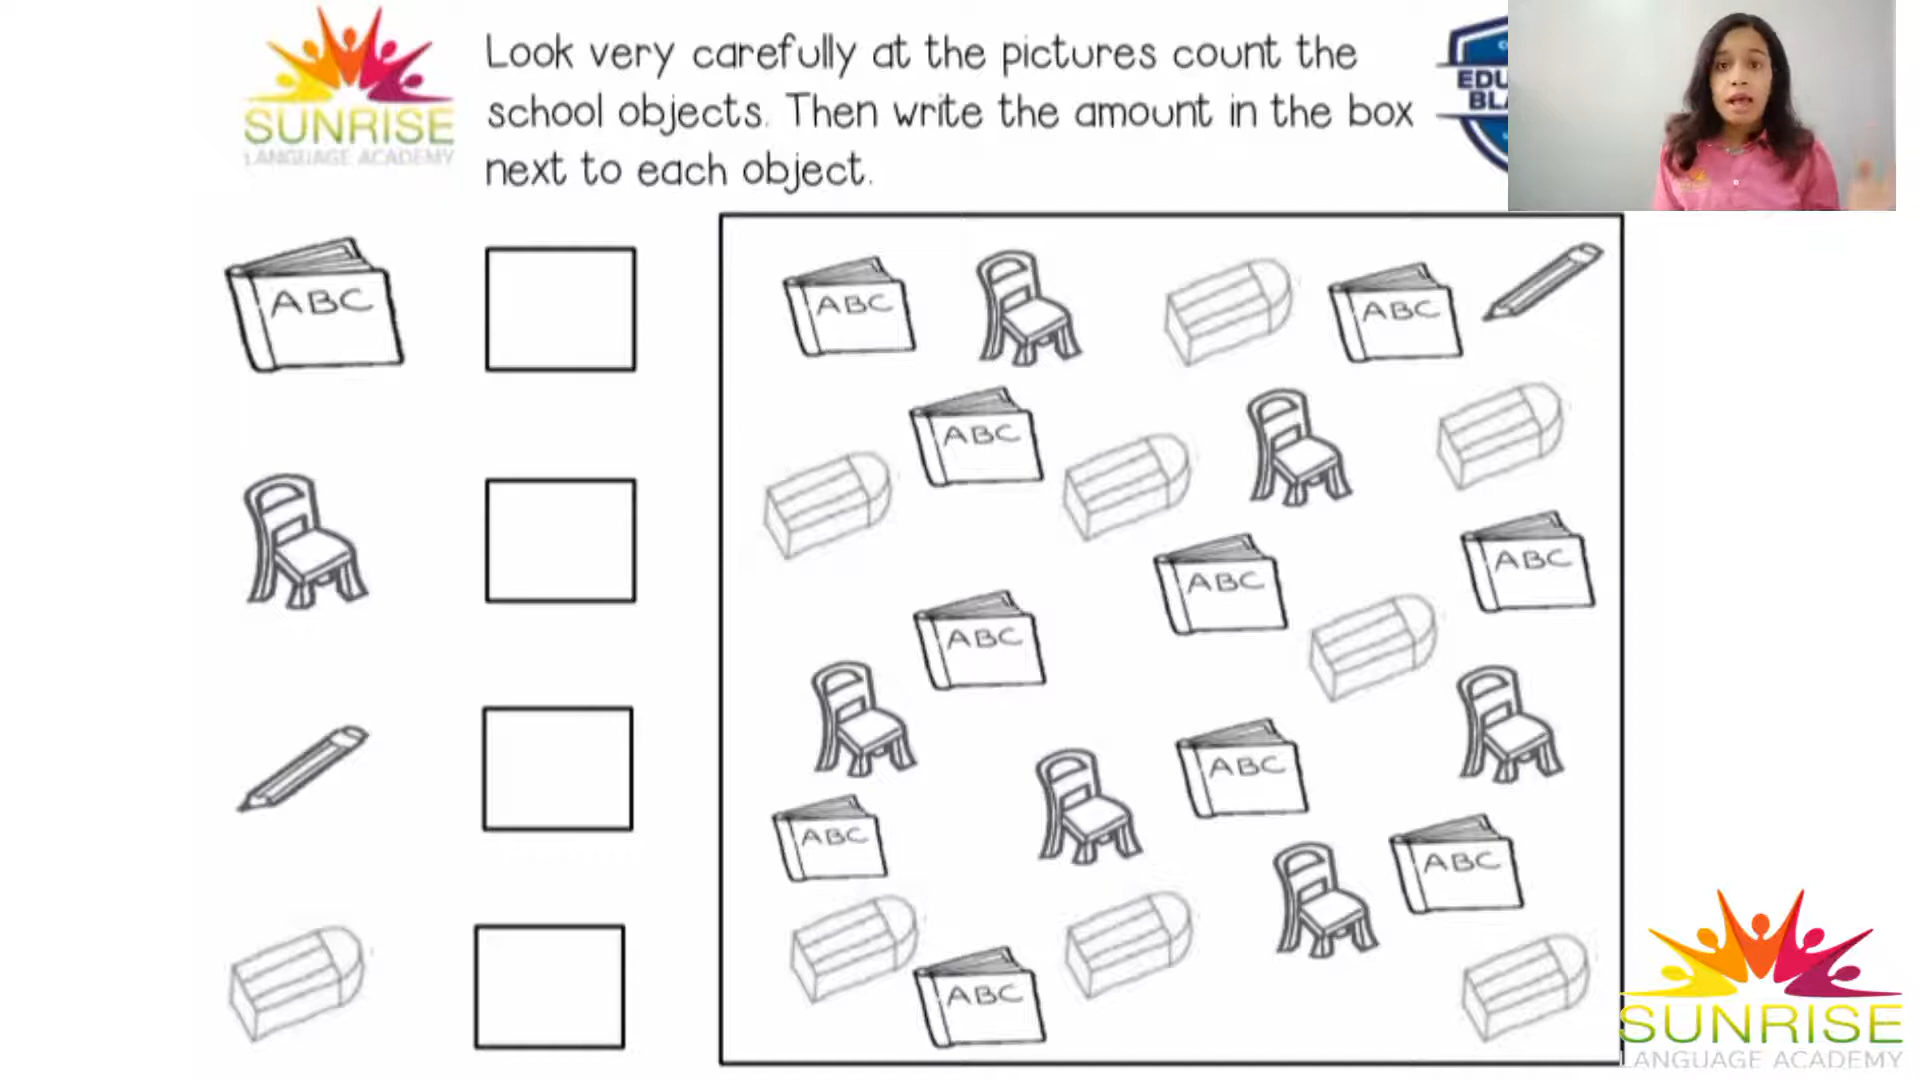 SUNRISE
LANGUAGE ACADEMY
Look very carefully at the pictures count the
school objects. Then write the amount in the box
next to each object.
ABC
ABC
ABC
ABC
ABC
ABC
ABC
ABC
ABC
ABC
ABC
SUNRISE
LANGUAGE ACADEMY